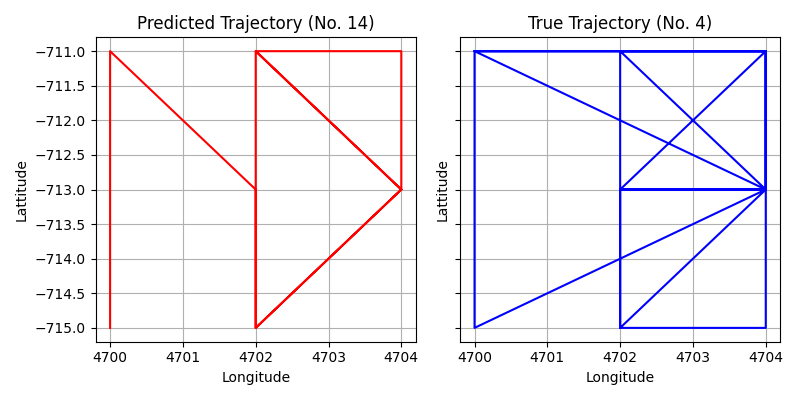 Predicted Trajectory (No. 14)
−711.0
−711.5
−712.0
−712.5
−713.0
−713.5
−714.0
−714.5
−715.0
Lattitude
4700 4701 4702 4703 4704
Longitude
True Trajectory (No. 4)
Lattitude
4700 4701 4702 4703 4704
Longitude